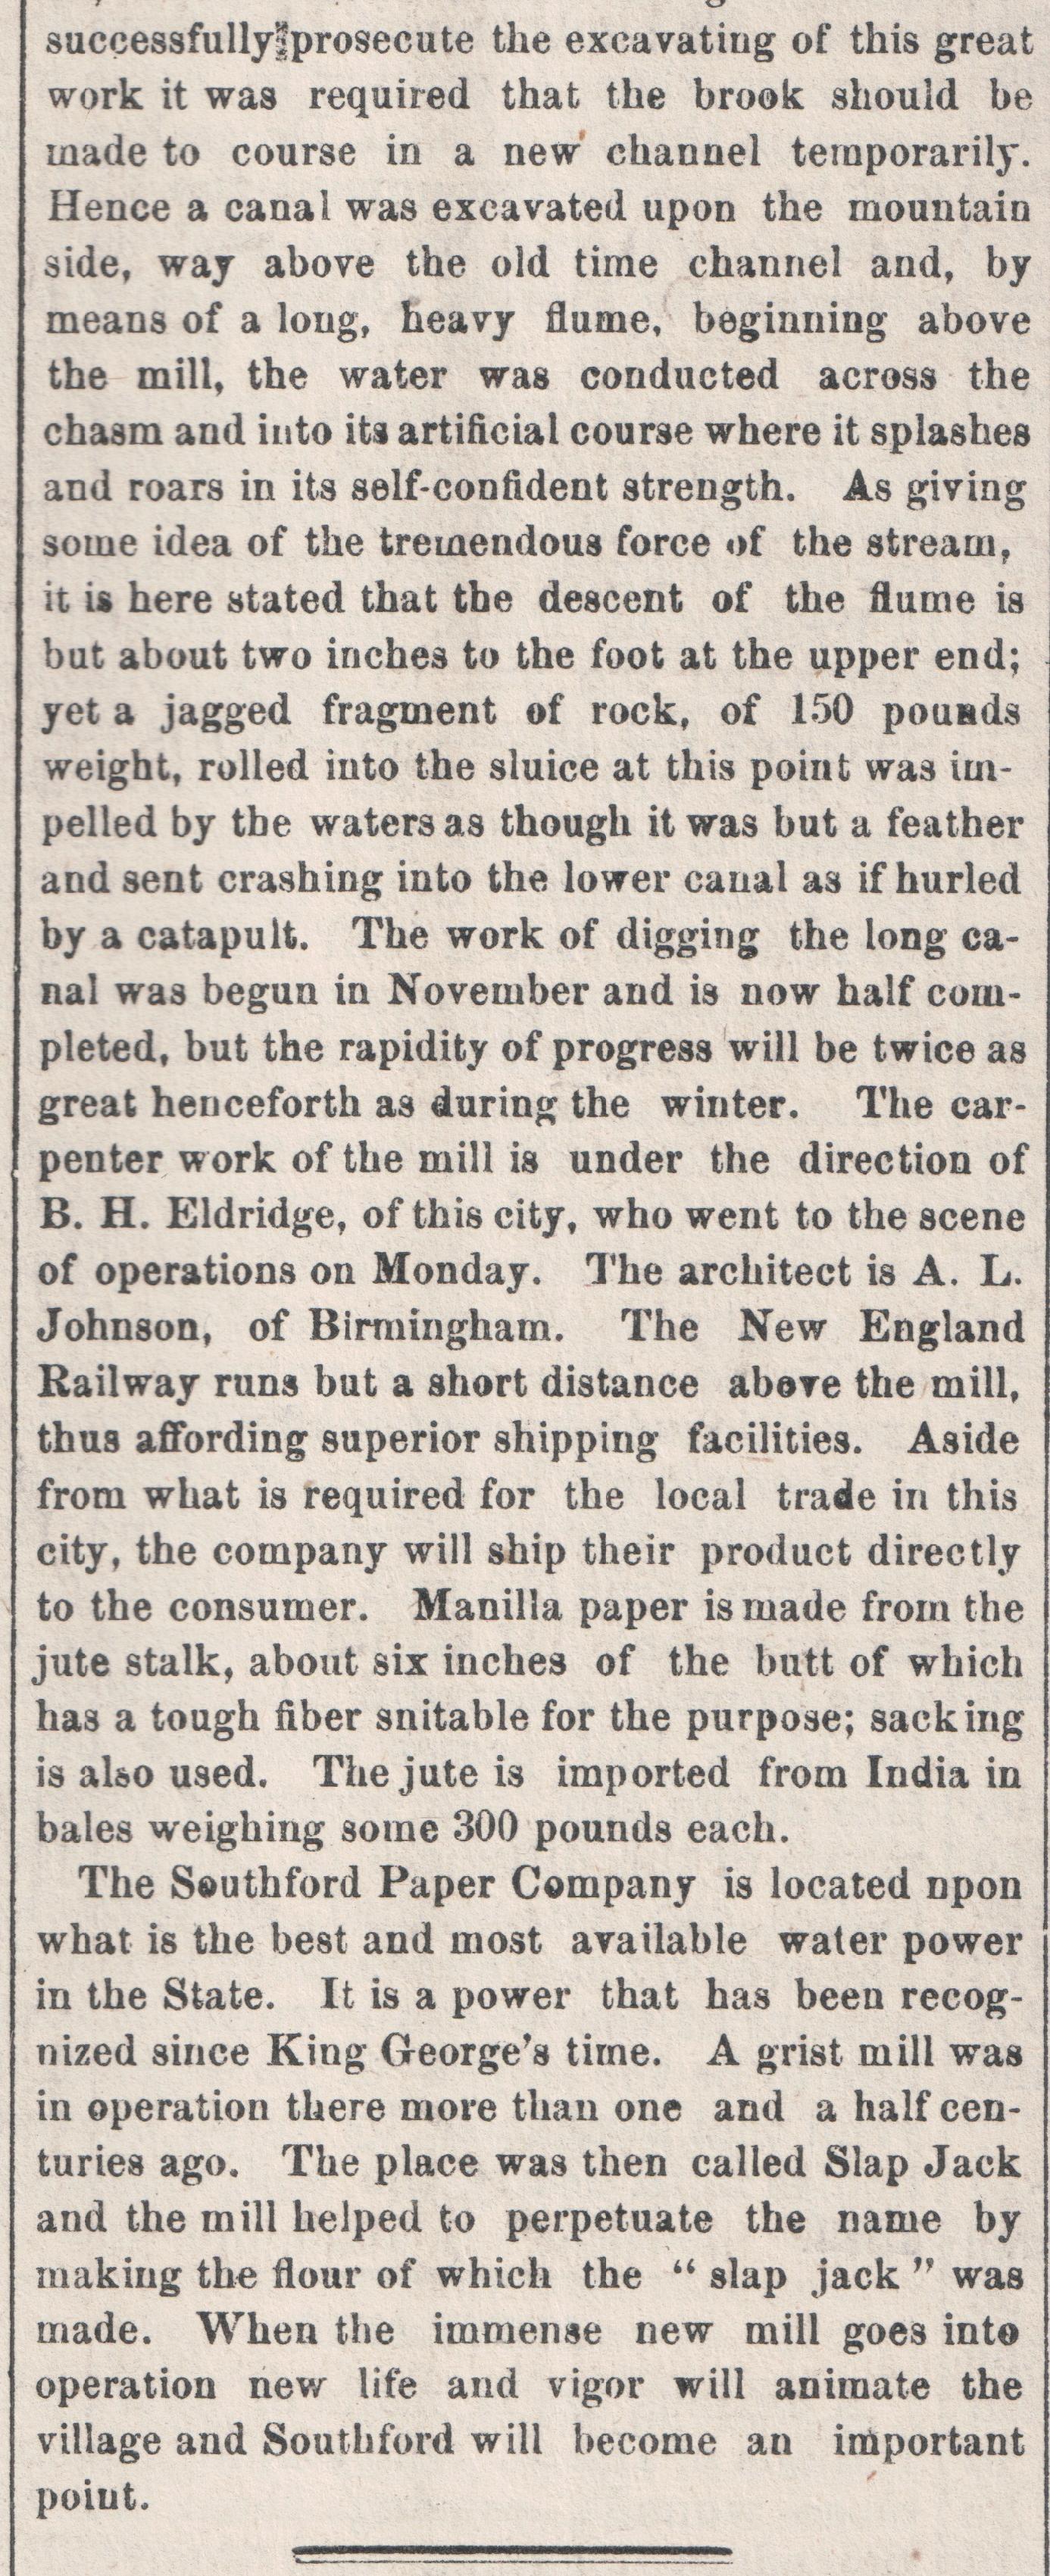 successfully prosecute the excavating of this great
work it was required that the brook should be
made to course in a new channel temporarily.
Hence a canal was excavated upon the mountain
side, way above the old time channel and, by
means of a long, heavy flume, beginning above
the mill, the water was conducted across the
chasm and into its artificial course where it splashes
and roars in its self-confident strength. As giving
some idea of the tremendous force of the stream,
it is here stated that the descent of the flume is
but about two inches to the foot at the upper end;
yet a jagged fragment of rock, of 150 pounds
weight, rolled into the sluice at this point was im-
pelled by the waters as though it was but a feather
and sent crashing into the lower canal as if hurled
by a catapult. The work of digging the long ca-
nal was begun in November and is now half com-
pleted, but the rapidity of progress will be twice as
great henceforth as during the winter. The car-
penter work of the mill is under the direction of
B. H. Eldridge, of this city, who went to the scene
of operations on Monday. The architect is A. L.
Johnson, of Birmingham. The New England
Railway runs but a short distance above the mill,
thus affording superior shipping facilities. Aside
from what is required for the local trade in this
city, the company will ship their product directly
to the consumer. Manilla paper is made from the
jute stalk, about six inches of the butt of which
has a tough fiber snitable for the purpose; sacking
is also used. The jute is imported from India in
bales weighing some 300 pounds each.
The Southford Paper Company is located npon
what is the best and most available water power
in the State. It is a power that has been recog-
nized since King George's time. A grist mill was
in operation there more than one and a half cen-
turies ago. The place was then called Slap Jack
and the mill helped to perpetuate the name by
making the flour of which the "slap jack" was
made. When the immense new mill goes into
operation new life and vigor will animate the
village and Southford will become an important
point.